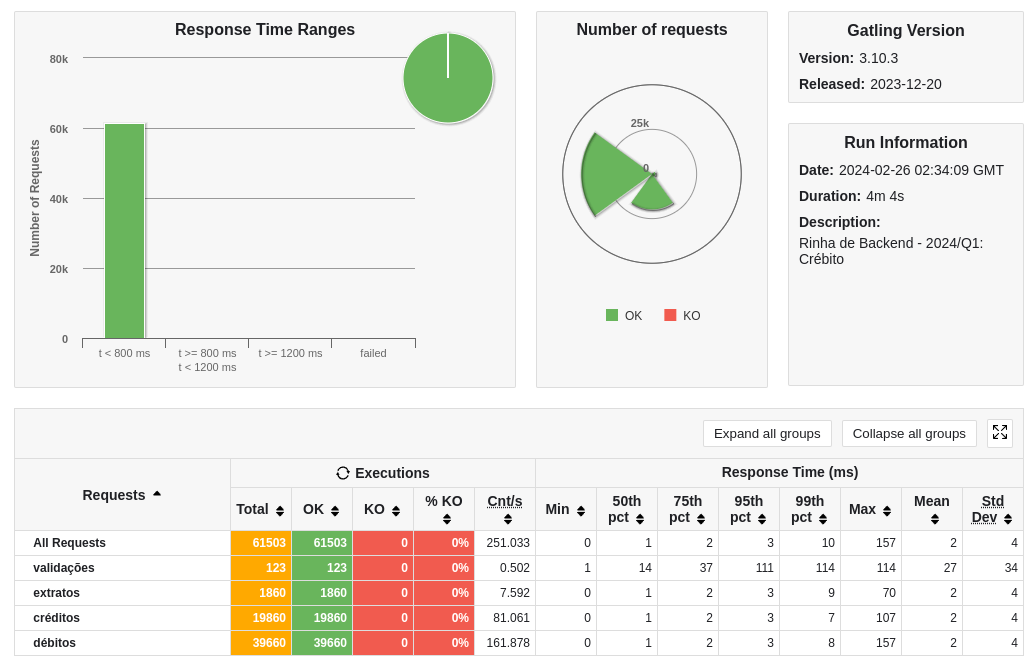 Response Time Ranges
80k
60k
40k
20k
0
Number of Requests
t < 800 ms
t >= 800 ms
t < 1200 ms
t >= 1200 ms
failed
Number of requests
25k
0
OK KO
Gatling Version
Version: 3.10.3
Released: 2023-12-20
Run Information
Date: 2024-02-26 02:34:09 GMT
Duration: 4m 4s
Description:
Rinha de Backend - 2024/Q1:
Crébito
Expand all groups Collapse all groups
Requests Executions Response Time (ms)
Total OK KO % KO Cnt/s Min 50th pct 75th pct 95th pct 99th pct Max Mean Std Dev
All Requests 61503 61503 0 0% 251.033 0 1 2 3 10 157 2 4
validações 123 123 0 0% 0.502 1 14 37 111 114 114 27 34
extratos 1860 1860 0 0% 7.592 0 1 2 3 9 70 2 4
créditos 19860 19860 0 0% 81.061 0 1 2 3 7 107 2 4
débitos 39660 39660 0 0% 161.878 0 1 2 3 8 157 2 4